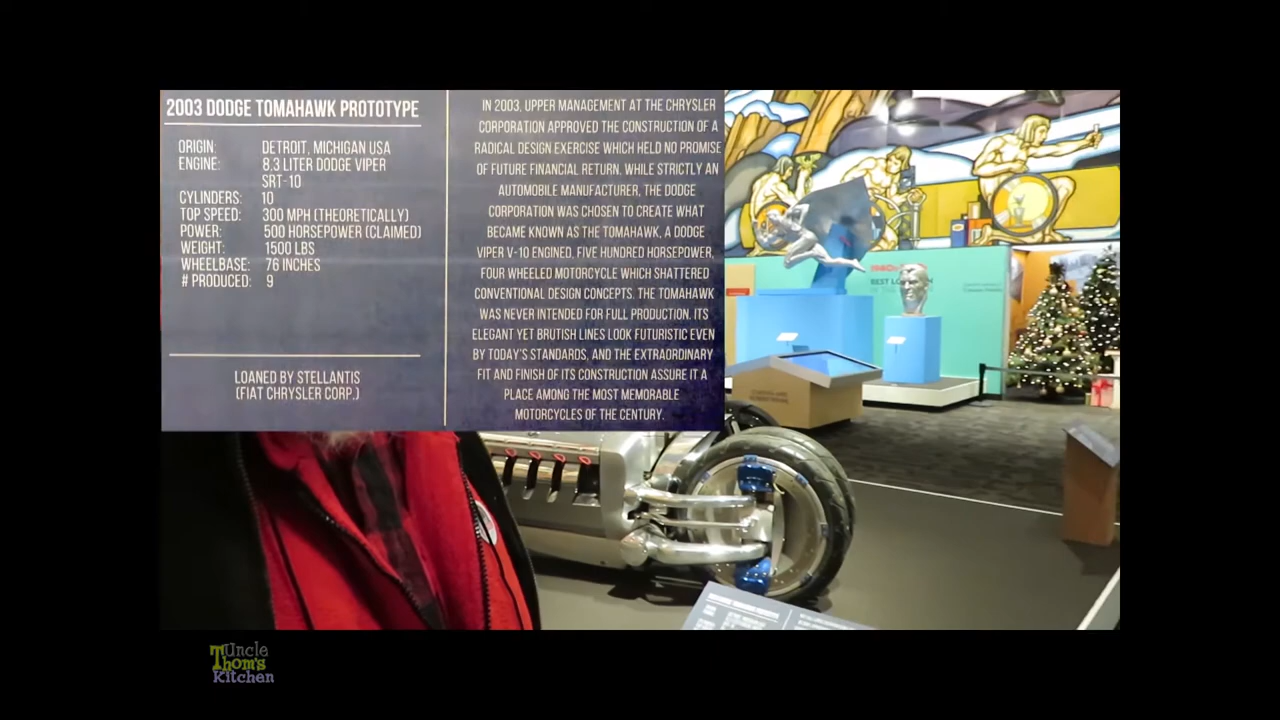 2003 DODGE TOMAHAWK PROTOTYPE
ORIGIN: DETROIT, MICHIGAN USA
ENGINE: 8.3 LITER DODGE VIPER
SRT-10
CYLINDERS: 10
TOP SPEED: 300 MPH (THEORETICALLY)
POWER: 500 HORSEPOWER (CLAIMED)
WEIGHT: 1500 LBS
WHEELBASE: 76 INCHES
# PRODUCED: 9
LOANED BY STELLANTIS
(FIAT CHRYSLER CORP.)
IN 2003, UPPER MANAGEMENT AT THE CHRYSLER
CORPORATION APPROVED THE CONSTRUCTION OF A
RADICAL DESIGN EXERCISE WHICH HELD NO PROMISE
OF FUTURE FINANCIAL RETURN. WHILE STRICTLY AN
AUTOMOBILE MANUFACTURER, THE DODGE
CORPORATION WAS CHOSEN TO CREATE WHAT
BECAME KNOWN AS THE TOMAHAWK, A DODGE
VIPER V-10 ENGINED, FIVE HUNDRED HORSEPOWER,
FOUR WHEELED MOTORCYCLE WHICH SHATTERED
CONVENTIONAL DESIGN CONCEPTS. THE TOMAHAWK
WAS NEVER INTENDED FOR FULL PRODUCTION. ITS
ELEGANT YET BRUTISH LINES LOOK FUTURISTIC EVEN
BY TODAY'S STANDARDS, AND THE EXTRAORDINARY
FIT AND FINISH OF ITS CONSTRUCTION ASSURE IT A
PLACE AMONG THE MOST MEMORABLE
MOTORCYCLES OF THE CENTURY.
Uncle
Thom's
Kitchen